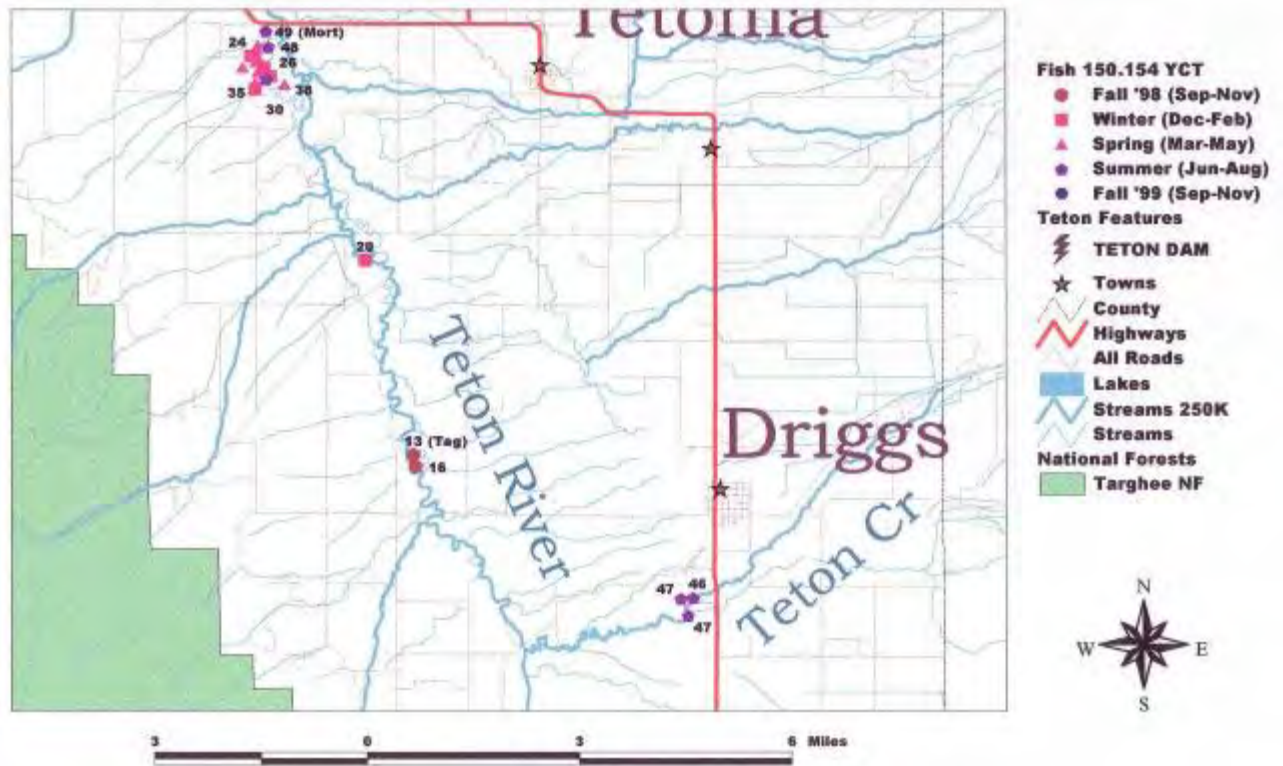 Tetonia
49 (Mort)
48
24
26
35
38
30
20
Teton River
13 (Tag)
16
Driggs
Teton Cr
47 46
47
3 0 3 6 Miles
Fish 150.154 YCT
Fall '98 (Sep-Nov)
Winter (Dec-Feb)
Spring (Mar-May)
Summer (Jun-Aug)
Fall '99 (Sep-Nov)
Teton Features
TETON DAM
Towns
County
Highways
All Roads
Lakes
Streams 250K
Streams
National Forests
Targhee NF
N
W E
S